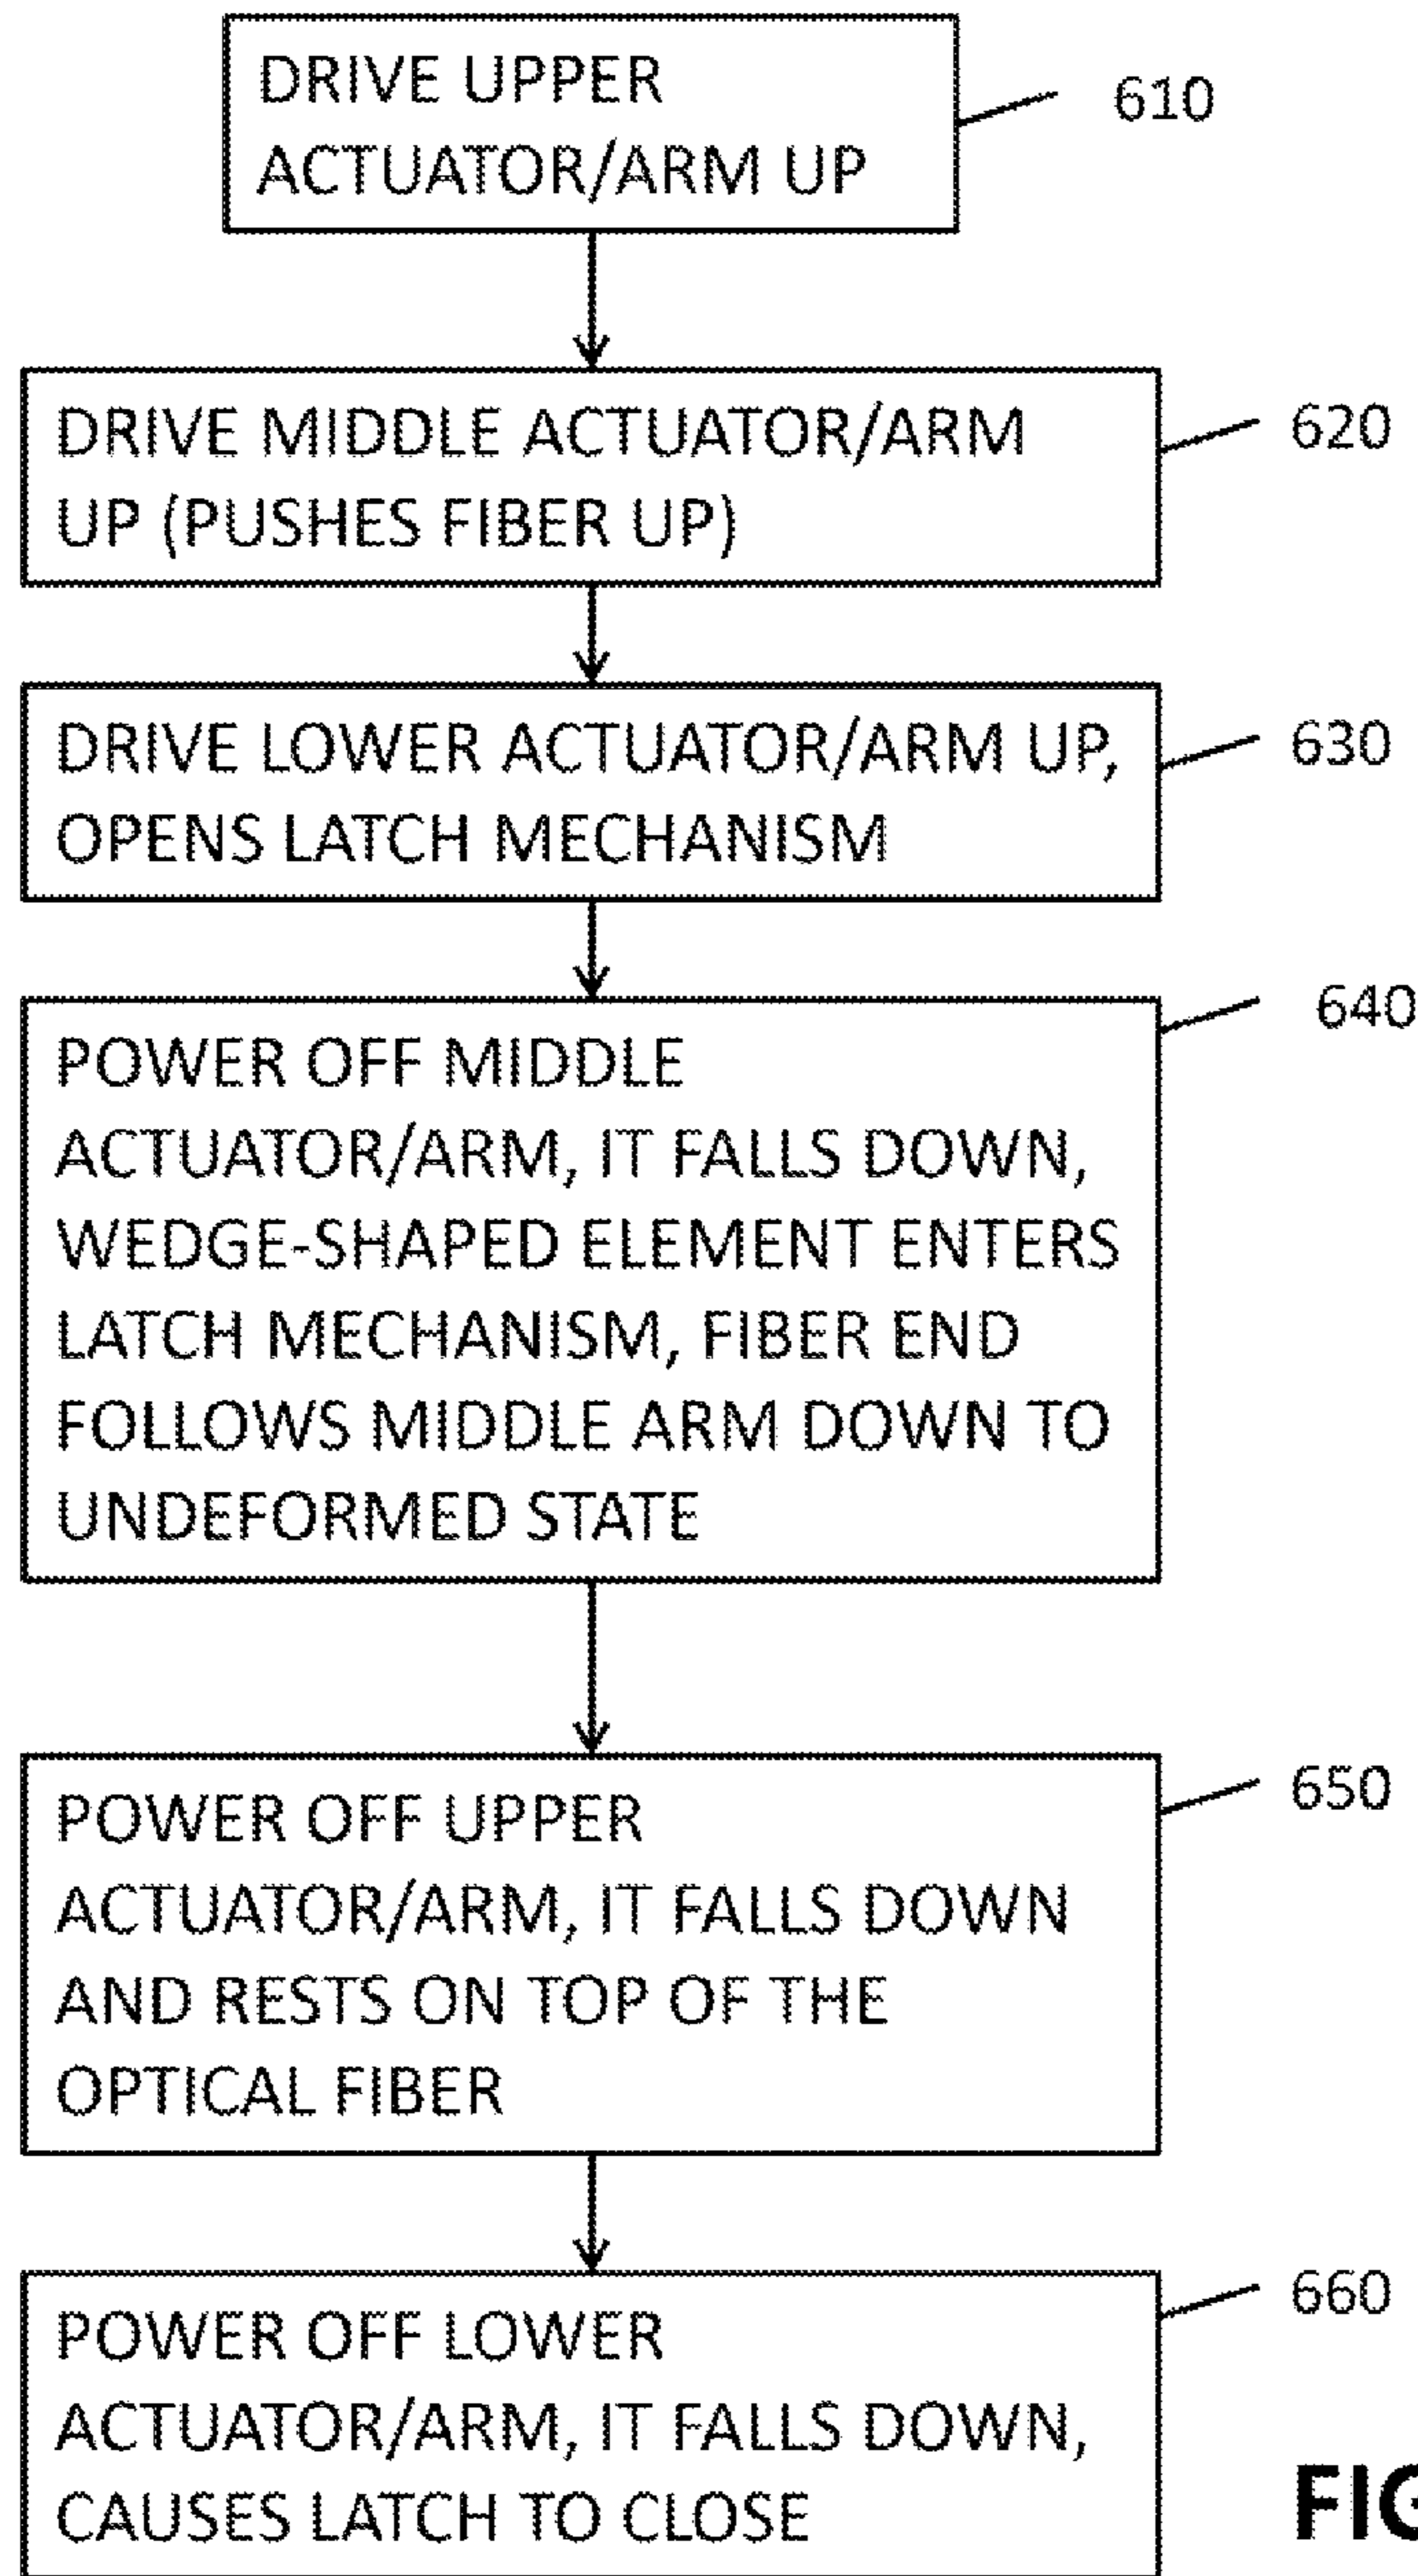 DRIVE UPPER
ACTUATOR/ARM UP
610
DRIVE MIDDLE ACTUATOR/ARM
UP (PUSHES FIBER UP)
620
DRIVE LOWER ACTUATOR/ARM UP,
OPENS LATCH MECHANISM
630
POWER OFF MIDDLE
ACTUATOR/ARM, IT FALLS DOWN,
WEDGE-SHAPED ELEMENT ENTERS
LATCH MECHANISM, FIBER END
FOLLOWS MIDDLE ARM DOWN TO
UNDEFORMED STATE
640
POWER OFF UPPER
ACTUATOR/ARM, IT FALLS DOWN
AND RESTS ON TOP OF THE
OPTICAL FIBER
650
POWER OFF LOWER
ACTUATOR/ARM, IT FALLS DOWN,
CAUSES LATCH TO CLOSE
660
FIG